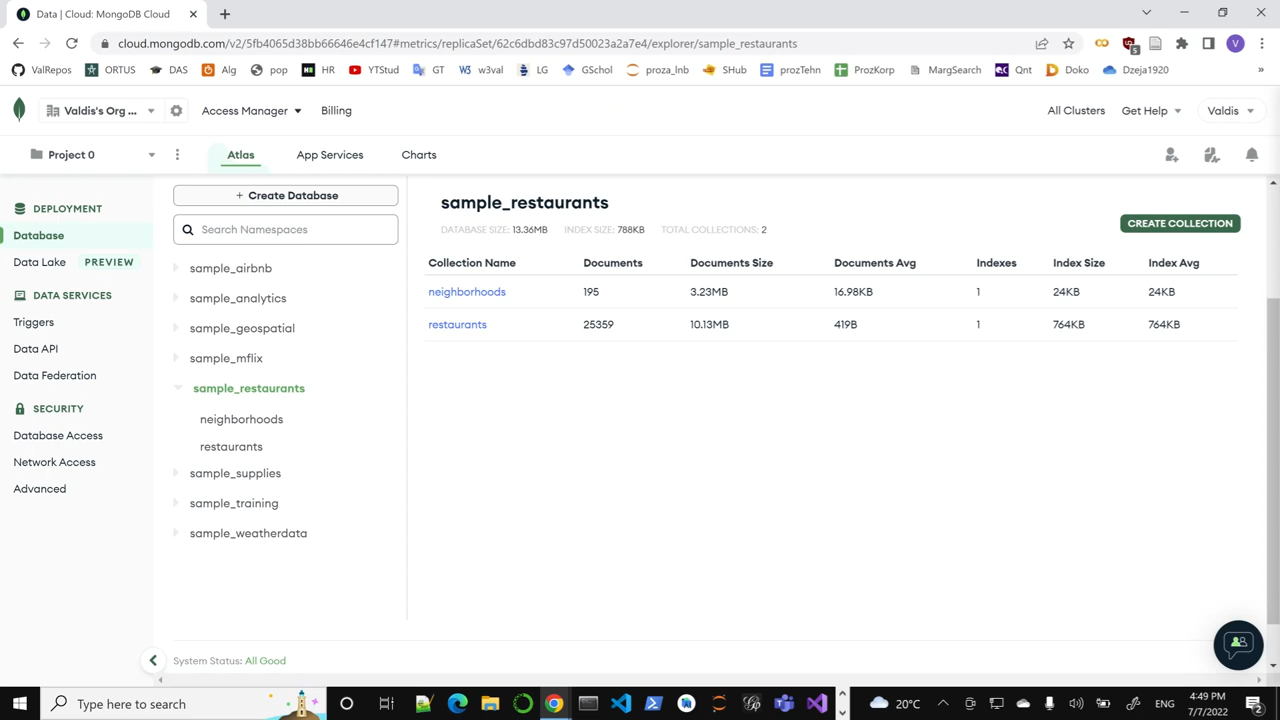 Data | Cloud: MongoDB Cloud
cloud.mongodb.com/v2/5fb4065d38bb66646e4cf147#metrics/replicaSet/62c6dbd83c97d50023a2a7e4/explorer/sample_restaurants
5
V
ValRepos ORTUS DAS Alg pop HR YTStud GT w3val LG GSchol proza_lnb SHub prozTehn ProzKorp MargSearch Qnt Doko Dzeja1920 »
Valdis's Org ... Access Manager Billing All Clusters Get Help Valdis
Project 0 Atlas App Services Charts
DEPLOYMENT
Database
Data Lake PREVIEW
DATA SERVICES
Triggers
Data API
Data Federation
SECURITY
Database Access
Network Access
Advanced
+ Create Database
Search Namespaces
sample_airbnb
sample_analytics
sample_geospatial
sample_mflix
sample_restaurants
neighborhoods
restaurants
sample_supplies
sample_training
sample_weatherdata
sample_restaurants
DATABASE SIZE: 13.36MB INDEX SIZE: 788KB TOTAL COLLECTIONS: 2
CREATE COLLECTION
Collection Name Documents Documents Size Documents Avg Indexes Index Size Index Avg
neighborhoods 195 3.23MB 16.98KB 1 24KB 24KB
restaurants 25359 10.13MB 419B 1 764KB 764KB
System Status: All Good
Type here to search
20°C
ENG
4:49 PM
7/7/2022
2